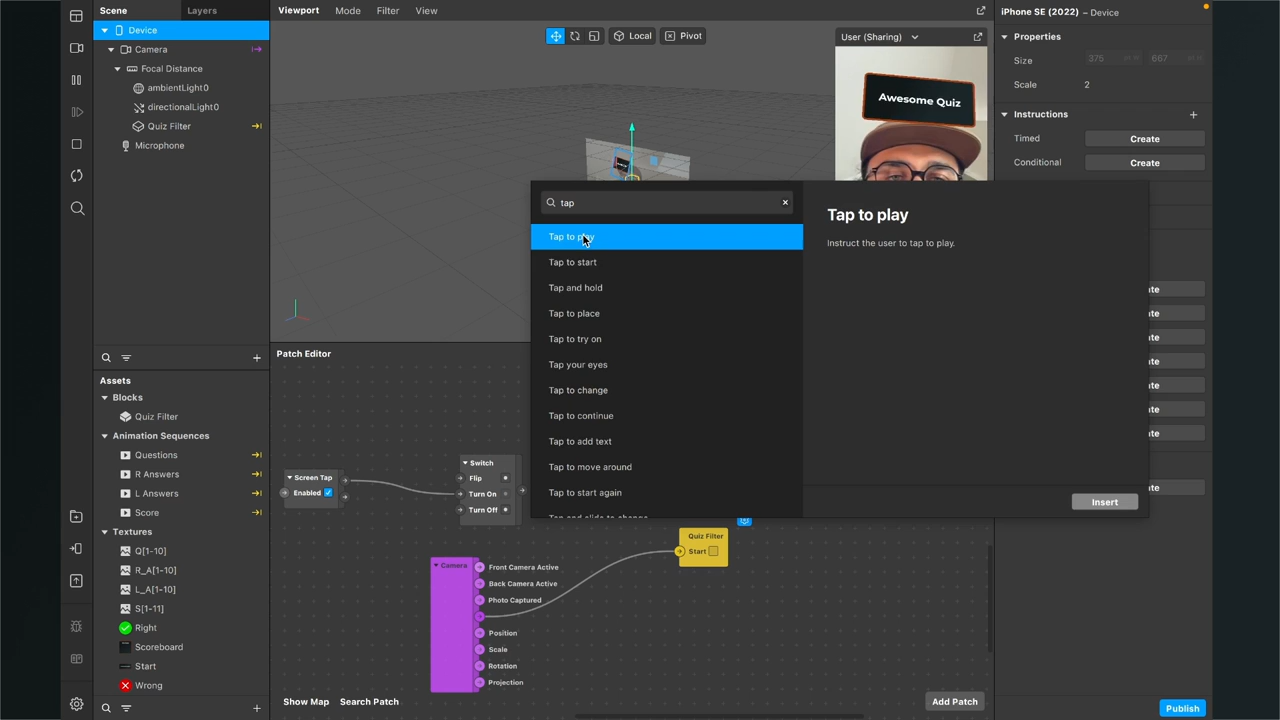 Scene
Layers
Device
Camera
Focal Distance
ambientLight0
directionalLight0
Quiz Filter
Microphone
Assets
Blocks
Quiz Filter
Animation Sequences
Questions
R Answers
L Answers
Score
Textures
Q[1-10]
R_A[1-10]
L_A[1-10]
S[1-11]
Right
Scoreboard
Start
Wrong
Viewport
Mode
Filter
View
Local
Pivot
User (Sharing)
Awesome Quiz
tap
Tap to play
Tap to start
Tap and hold
Tap to place
Tap to try on
Tap your eyes
Tap to change
Tap to continue
Tap to add text
Tap to move around
Tap to start again
Tap and slide to change
Tap to play
Instruct the user to tap to play.
Insert
Patch Editor
Screen Tap
Enabled
Switch
Flip
Turn On
Turn Off
Quiz Filter
Start
Camera
Front Camera Active
Back Camera Active
Photo Captured
Position
Scale
Rotation
Projection
Show Map
Search Patch
Add Patch
iPhone SE (2022) – Device
Properties
Size
375
667
Scale
2
Instructions
Timed
Create
Conditional
Create
Publish